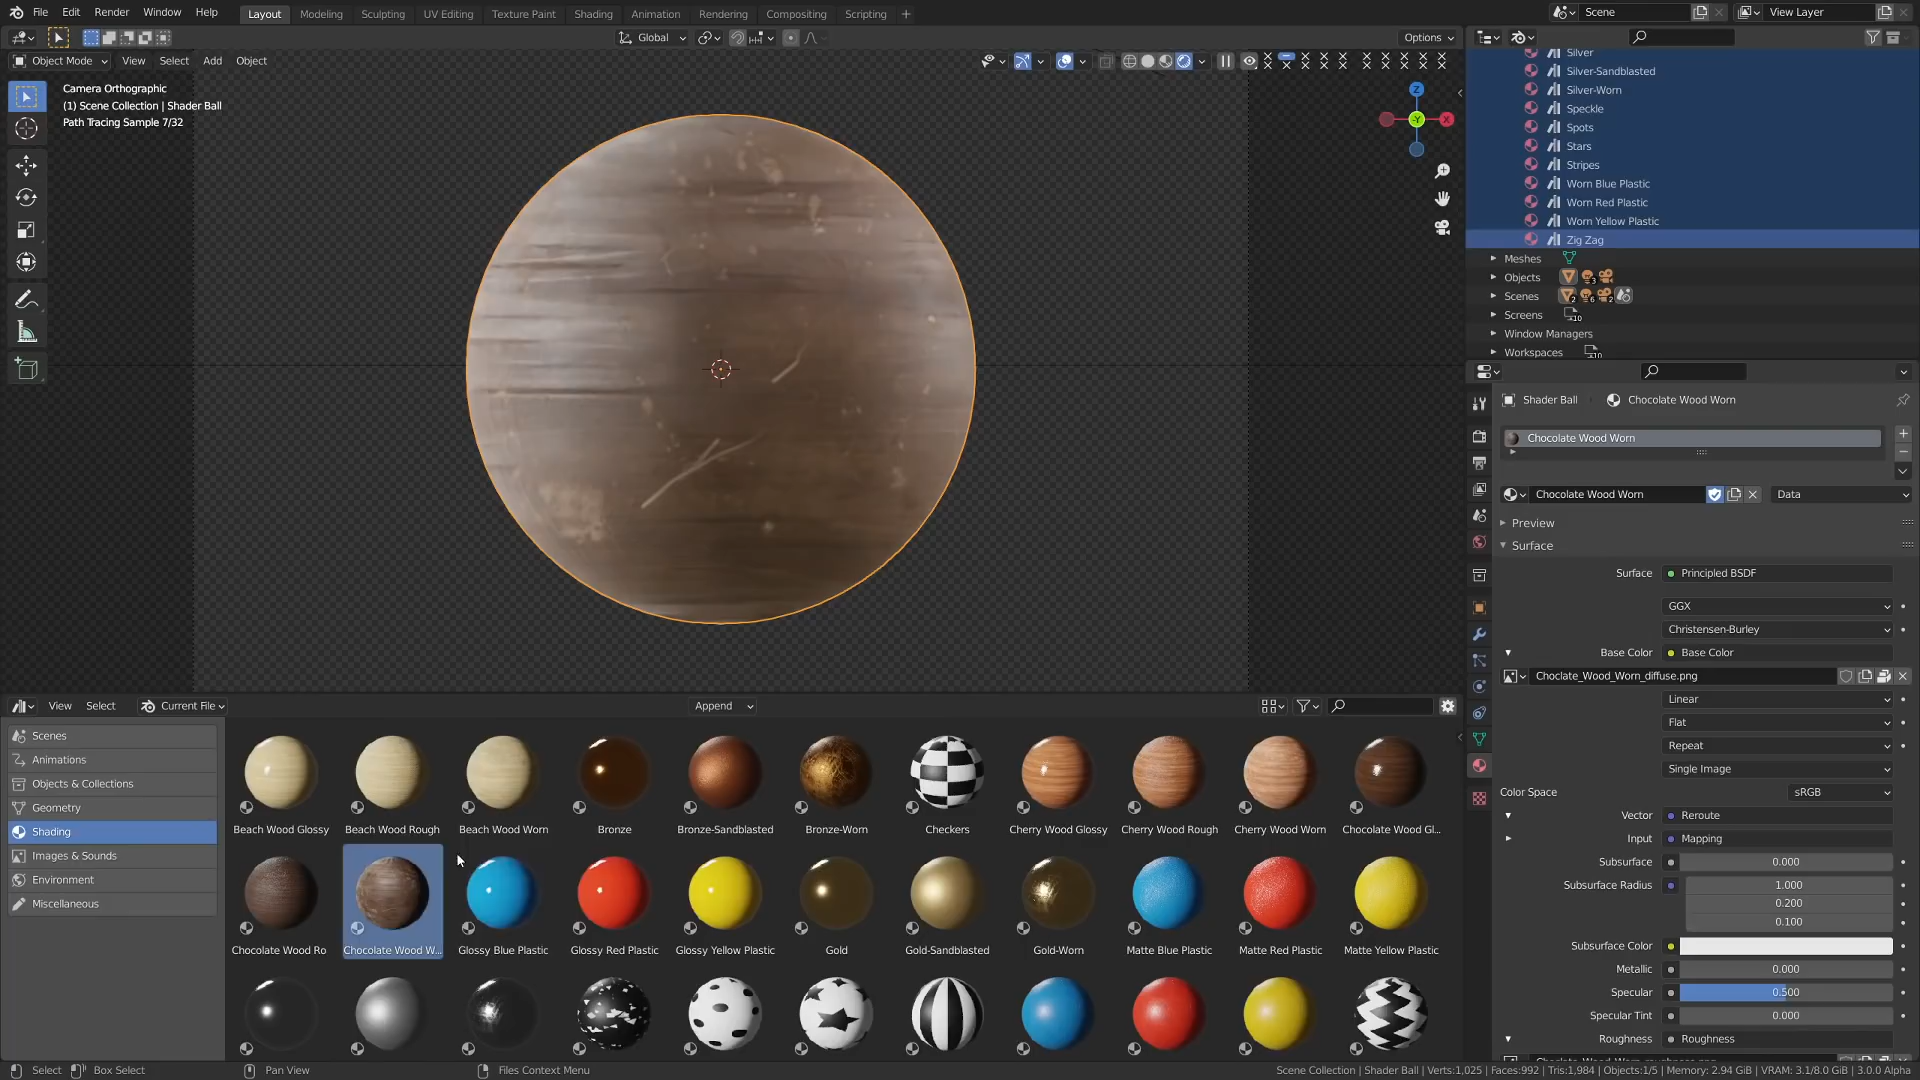 File Edit Render Window Help Layout Modeling Sculpting UV Editing Texture Paint Shading Animation Rendering Compositing Scripting + Scene View Layer
Global Options
Object Mode View Select Add Object
Camera Orthographic
(1) Scene Collection | Shader Ball
Path Tracing Sample 7/32
Z
-Y
X
Silver
Silver-Sandblasted
Silver-Worn
Speckle
Spots
Stars
Stripes
Worn Blue Plastic
Worn Red Plastic
Worn Yellow Plastic
Zig Zag
Meshes
Objects 3
Scenes 2 6 2
Screens 10
Window Managers
Workspaces 10
Shader Ball Chocolate Wood Worn
Chocolate Wood Worn
Chocolate Wood Worn Data
Preview
Surface
Surface Principled BSDF
GGX
Christensen-Burley
Base Color Base Color
Choclate_Wood_Worn_diffuse.png
Linear
Flat
Repeat
Single Image
Color Space sRGB
Vector Reroute
Input Mapping
Subsurface 0.000
Subsurface Radius 1.000
0.200
0.100
Subsurface Color
Metallic 0.000
Specular 0.500
Specular Tint 0.000
Roughness Roughness
View Select Current File Append
Scenes
Animations
Objects & Collections
Geometry
Shading
Images & Sounds
Environment
Miscellaneous
Beach Wood Glossy Beach Wood Rough Beach Wood Worn Bronze Bronze-Sandblasted Bronze-Worn Checkers Cherry Wood Glossy Cherry Wood Rough Cherry Wood Worn Chocolate Wood Gl...
Chocolate Wood Ro Chocolate Wood W... Glossy Blue Plastic Glossy Red Plastic Glossy Yellow Plastic Gold Gold-Sandblasted Gold-Worn Matte Blue Plastic Matte Red Plastic Matte Yellow Plastic
Select Box Select Pan View Files Context Menu Scene Collection | Shader Ball | Verts:1,025 | Faces:992 | Tris:1,984 | Objects:1/5 | Memory: 2.94 GiB | VRAM: 3.1/8.0 GiB | 3.0.0 Alpha